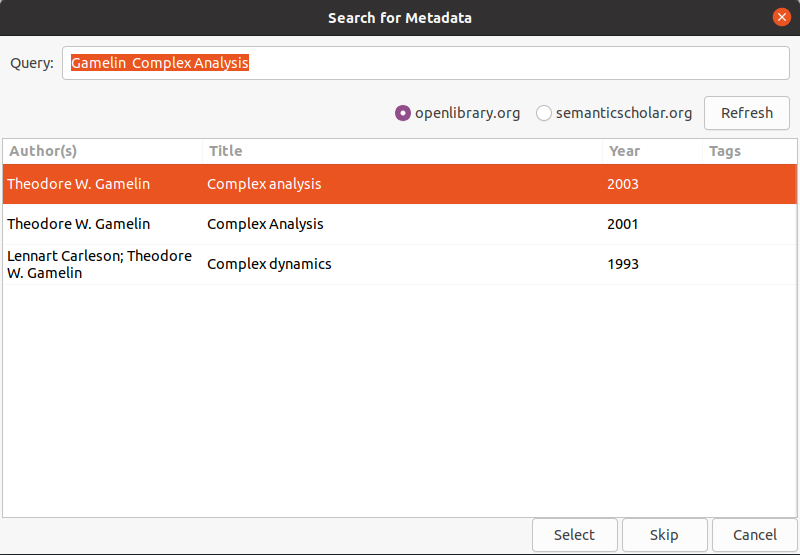 Search for Metadata
Query: Gamelin  Complex Analysis
openlibrary.org semanticscholar.org Refresh
Author(s) Title Year Tags
Theodore W. Gamelin Complex analysis 2003
Theodore W. Gamelin Complex Analysis 2001
Lennart Carleson; Theodore
W. Gamelin Complex dynamics 1993
Select Skip Cancel